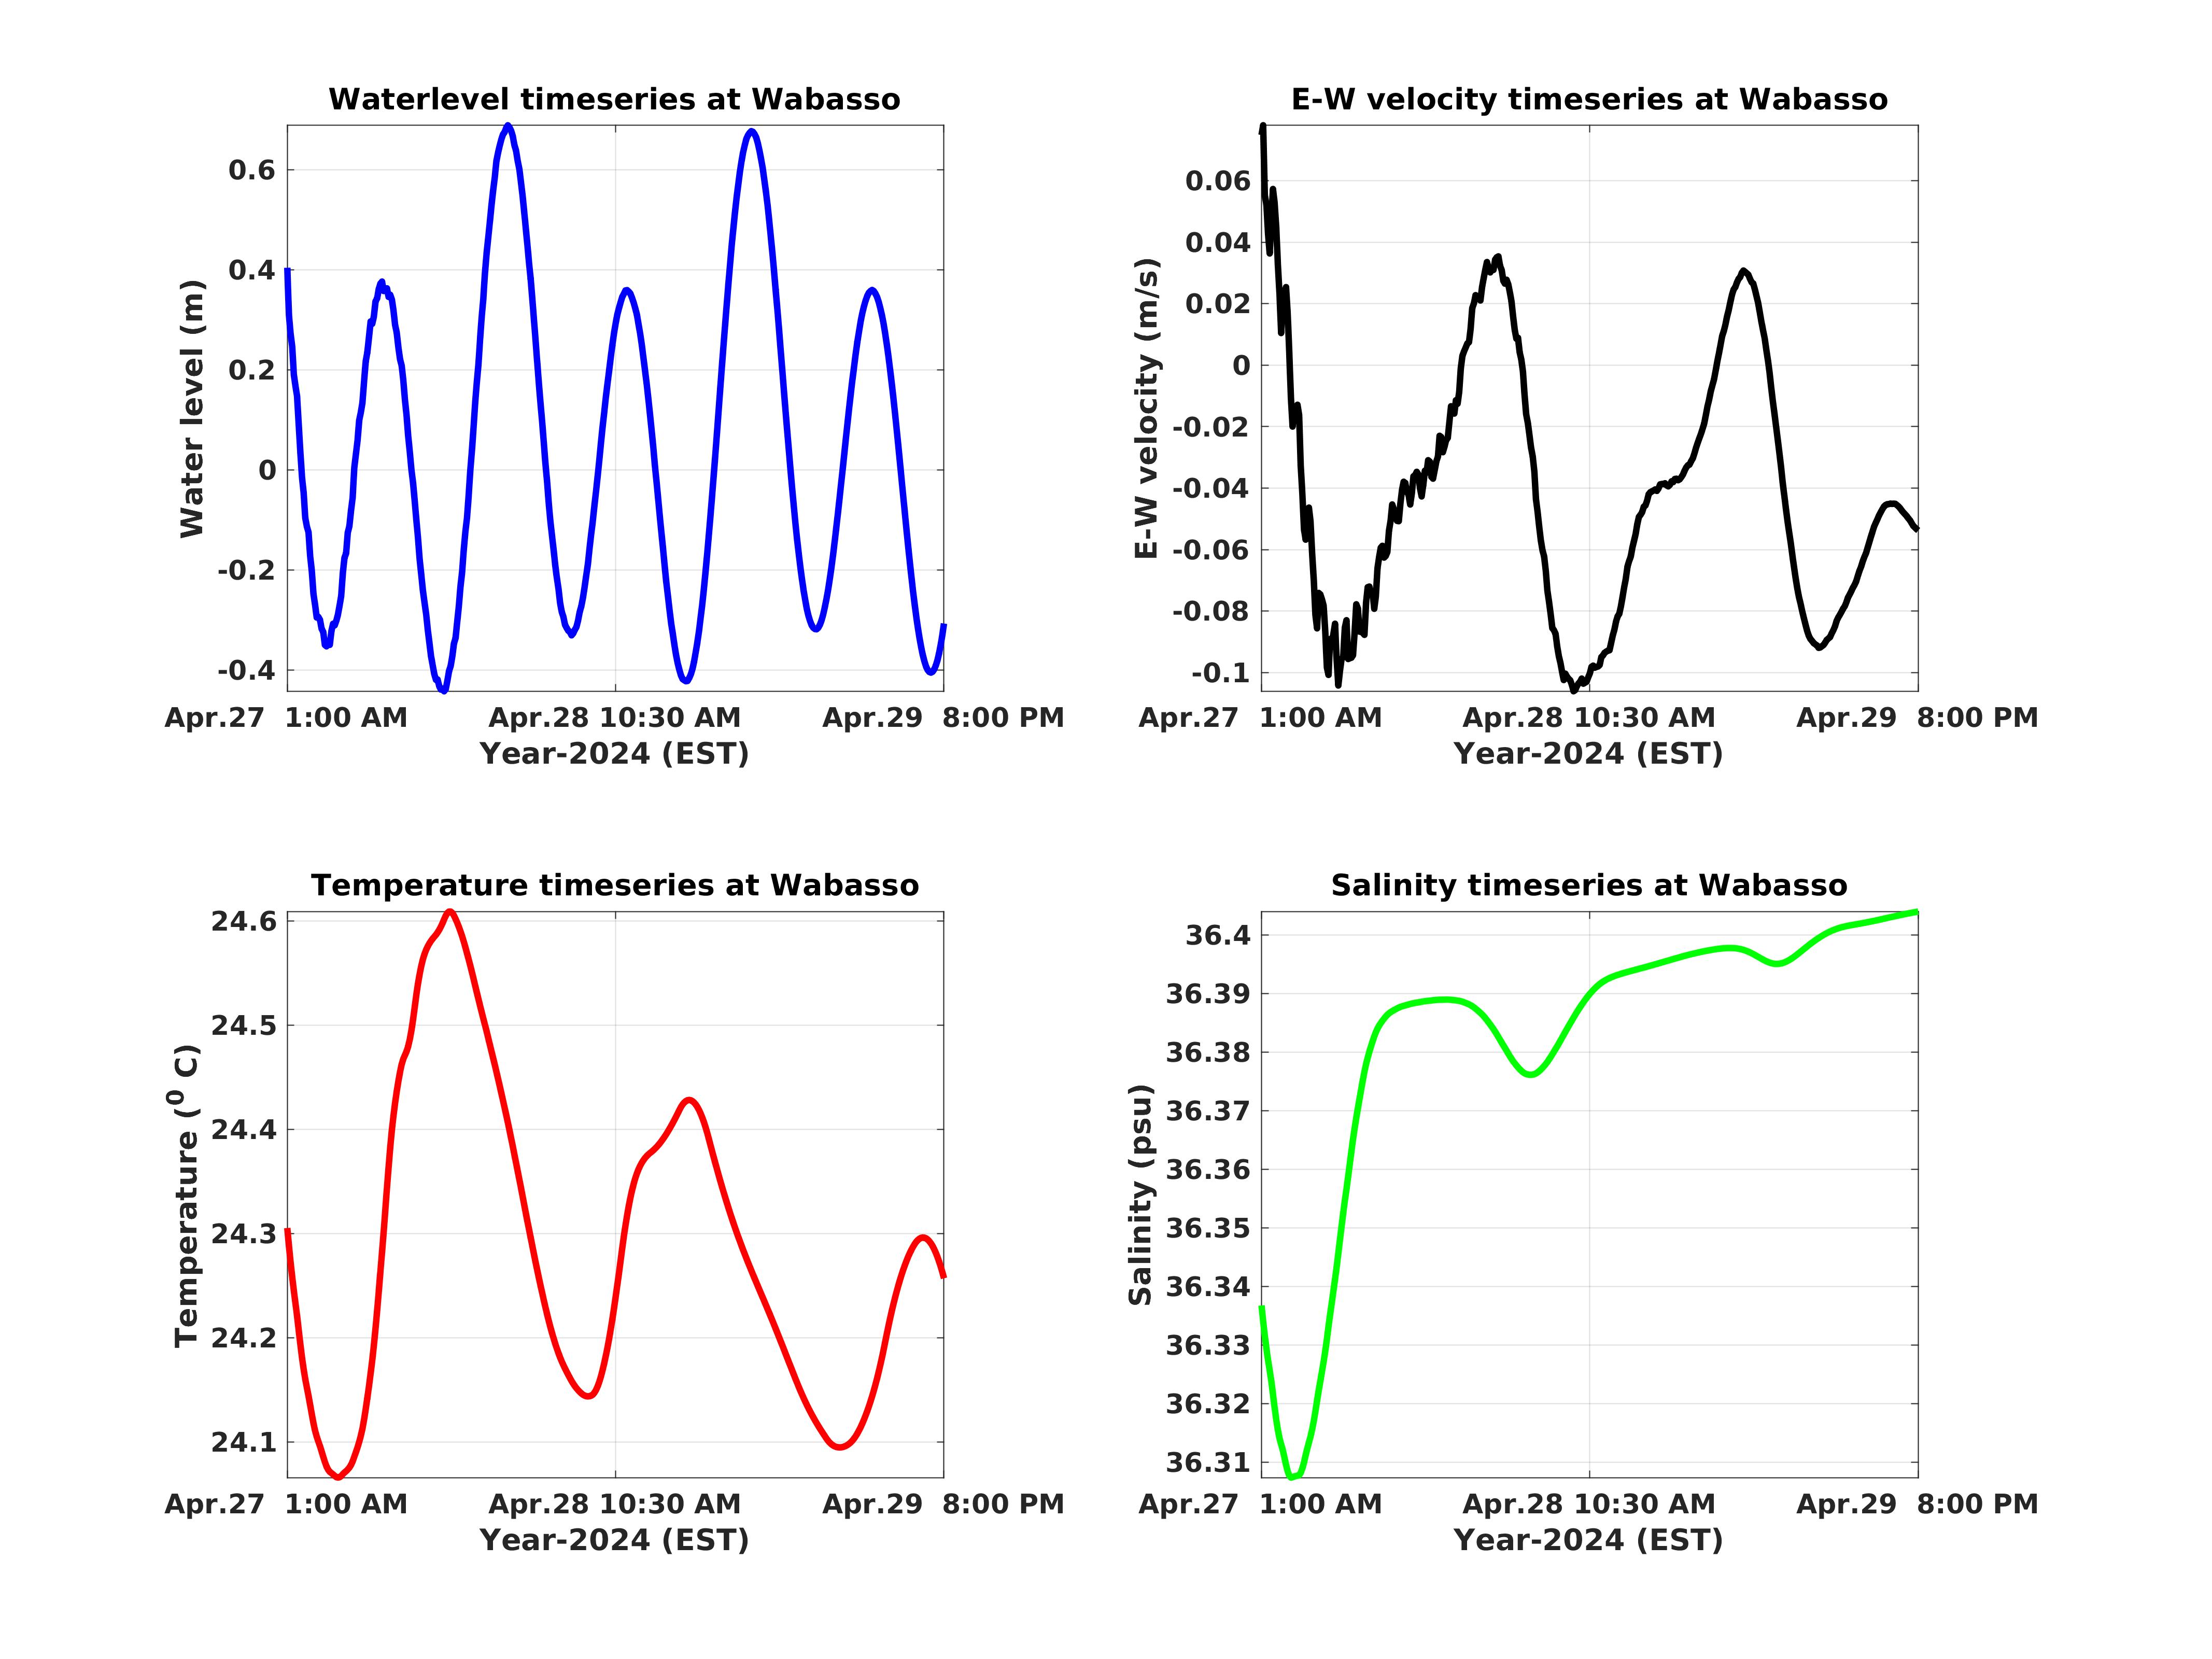 Waterlevel timeseries at Wabasso
0.6
0.4
0.2
0
-0.2
-0.4
Water level (m)
Apr.27 1:00 AM Apr.28 10:30 AM Apr.29 8:00 PM
Year-2024 (EST)
E-W velocity timeseries at Wabasso
0.06
0.04
0.02
0
-0.02
-0.04
-0.06
-0.08
-0.1
E-W velocity (m/s)
Apr.27 1:00 AM Apr.28 10:30 AM Apr.29 8:00 PM
Year-2024 (EST)
Temperature timeseries at Wabasso
24.6
24.5
24.4
24.3
24.2
24.1
Temperature (⁰ C)
Apr.27 1:00 AM Apr.28 10:30 AM Apr.29 8:00 PM
Year-2024 (EST)
Salinity timeseries at Wabasso
36.4
36.39
36.38
36.37
36.36
36.35
36.34
36.33
36.32
36.31
Salinity (psu)
Apr.27 1:00 AM Apr.28 10:30 AM Apr.29 8:00 PM
Year-2024 (EST)